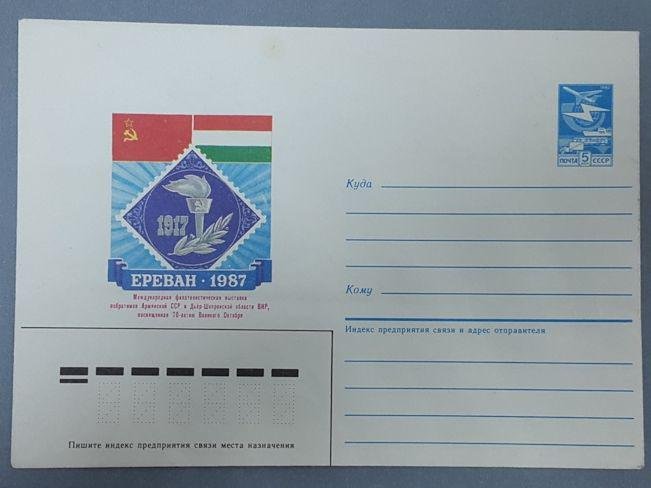 1982
ПОЧТА 5 СССР
1917
ЕРЕВАН · 1987
Международная филателистическая выставка
побратимов Армянской ССР и Дьёр-Шопронской области ВНР,
посвященная 70-летию Великого Октября
Куда
Кому
Индекс предприятия связи и адрес отправителя
Пишите индекс предприятия связи места назначения